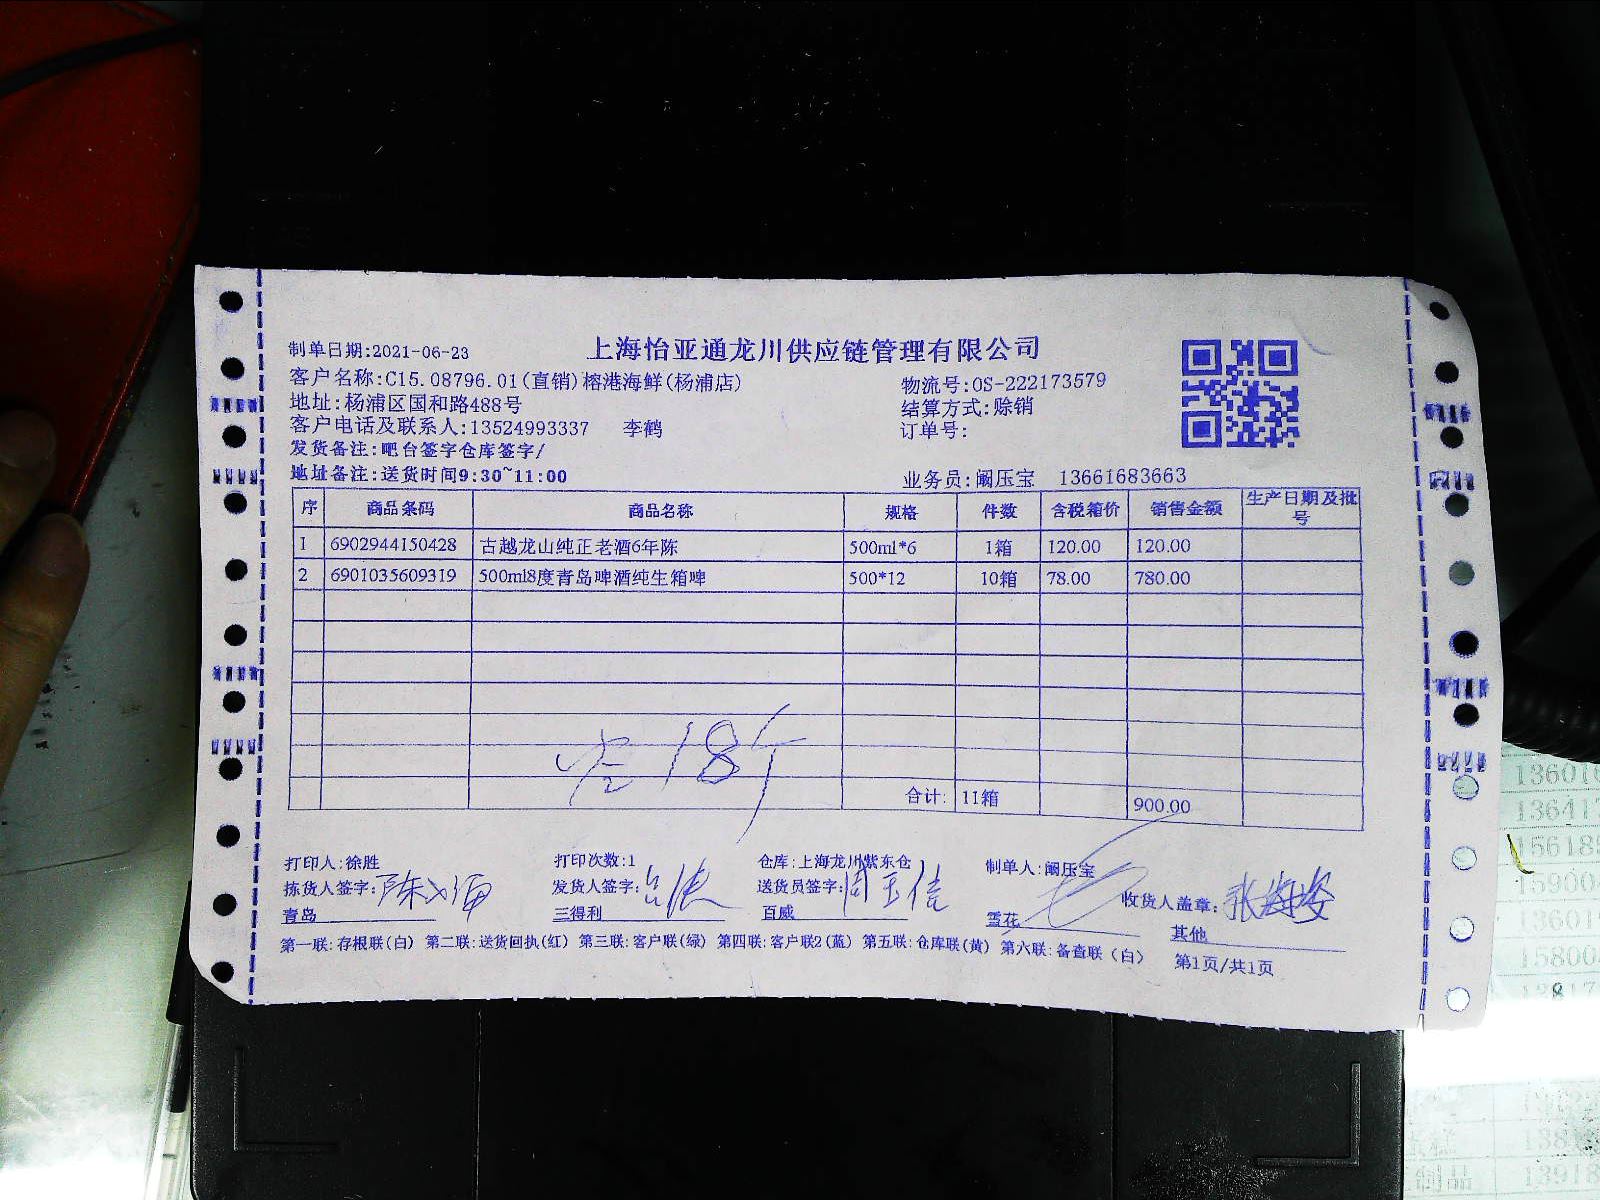 上海怡亚通龙川供应链管理有限公司
制单日期:2021-06-23
客户名称:C15.08796.01(直销)榕港海鲜(杨浦店) 物流号:OS-222173579
地址:杨浦区国和路488号 结算方式:赊销
客户电话及联系人:13524993337 李鹤 订单号:
发货备注:吧台签字仓库签字/
地址备注:送货时间9:30~11:00 业务员:阚压宝 13661683663
序 商品条码 商品名称 规格 件数 含税箱价 销售金额 生产日期及批号
1 6902944150428 古越龙山纯正老酒6年陈 500ml*6 1箱 120.00 120.00
2 6901035609319 500ml8度青岛啤酒纯生箱啤 500*12 10箱 78.00 780.00
合计: 11箱 900.00
打印人:徐胜 打印次数:1 仓库:上海龙川紫东仓 制单人:阚压宝
拣货人签字: 发货人签字: 送货员签字: 收货人盖章:
青岛 三得利 百威 雪花 其他
第一联:存根联(白) 第二联:送货回执(红) 第三联:客户联(绿) 第四联:客户联2(蓝) 第五联:仓库联(黄) 第六联:备查联(白) 第1页/共1页